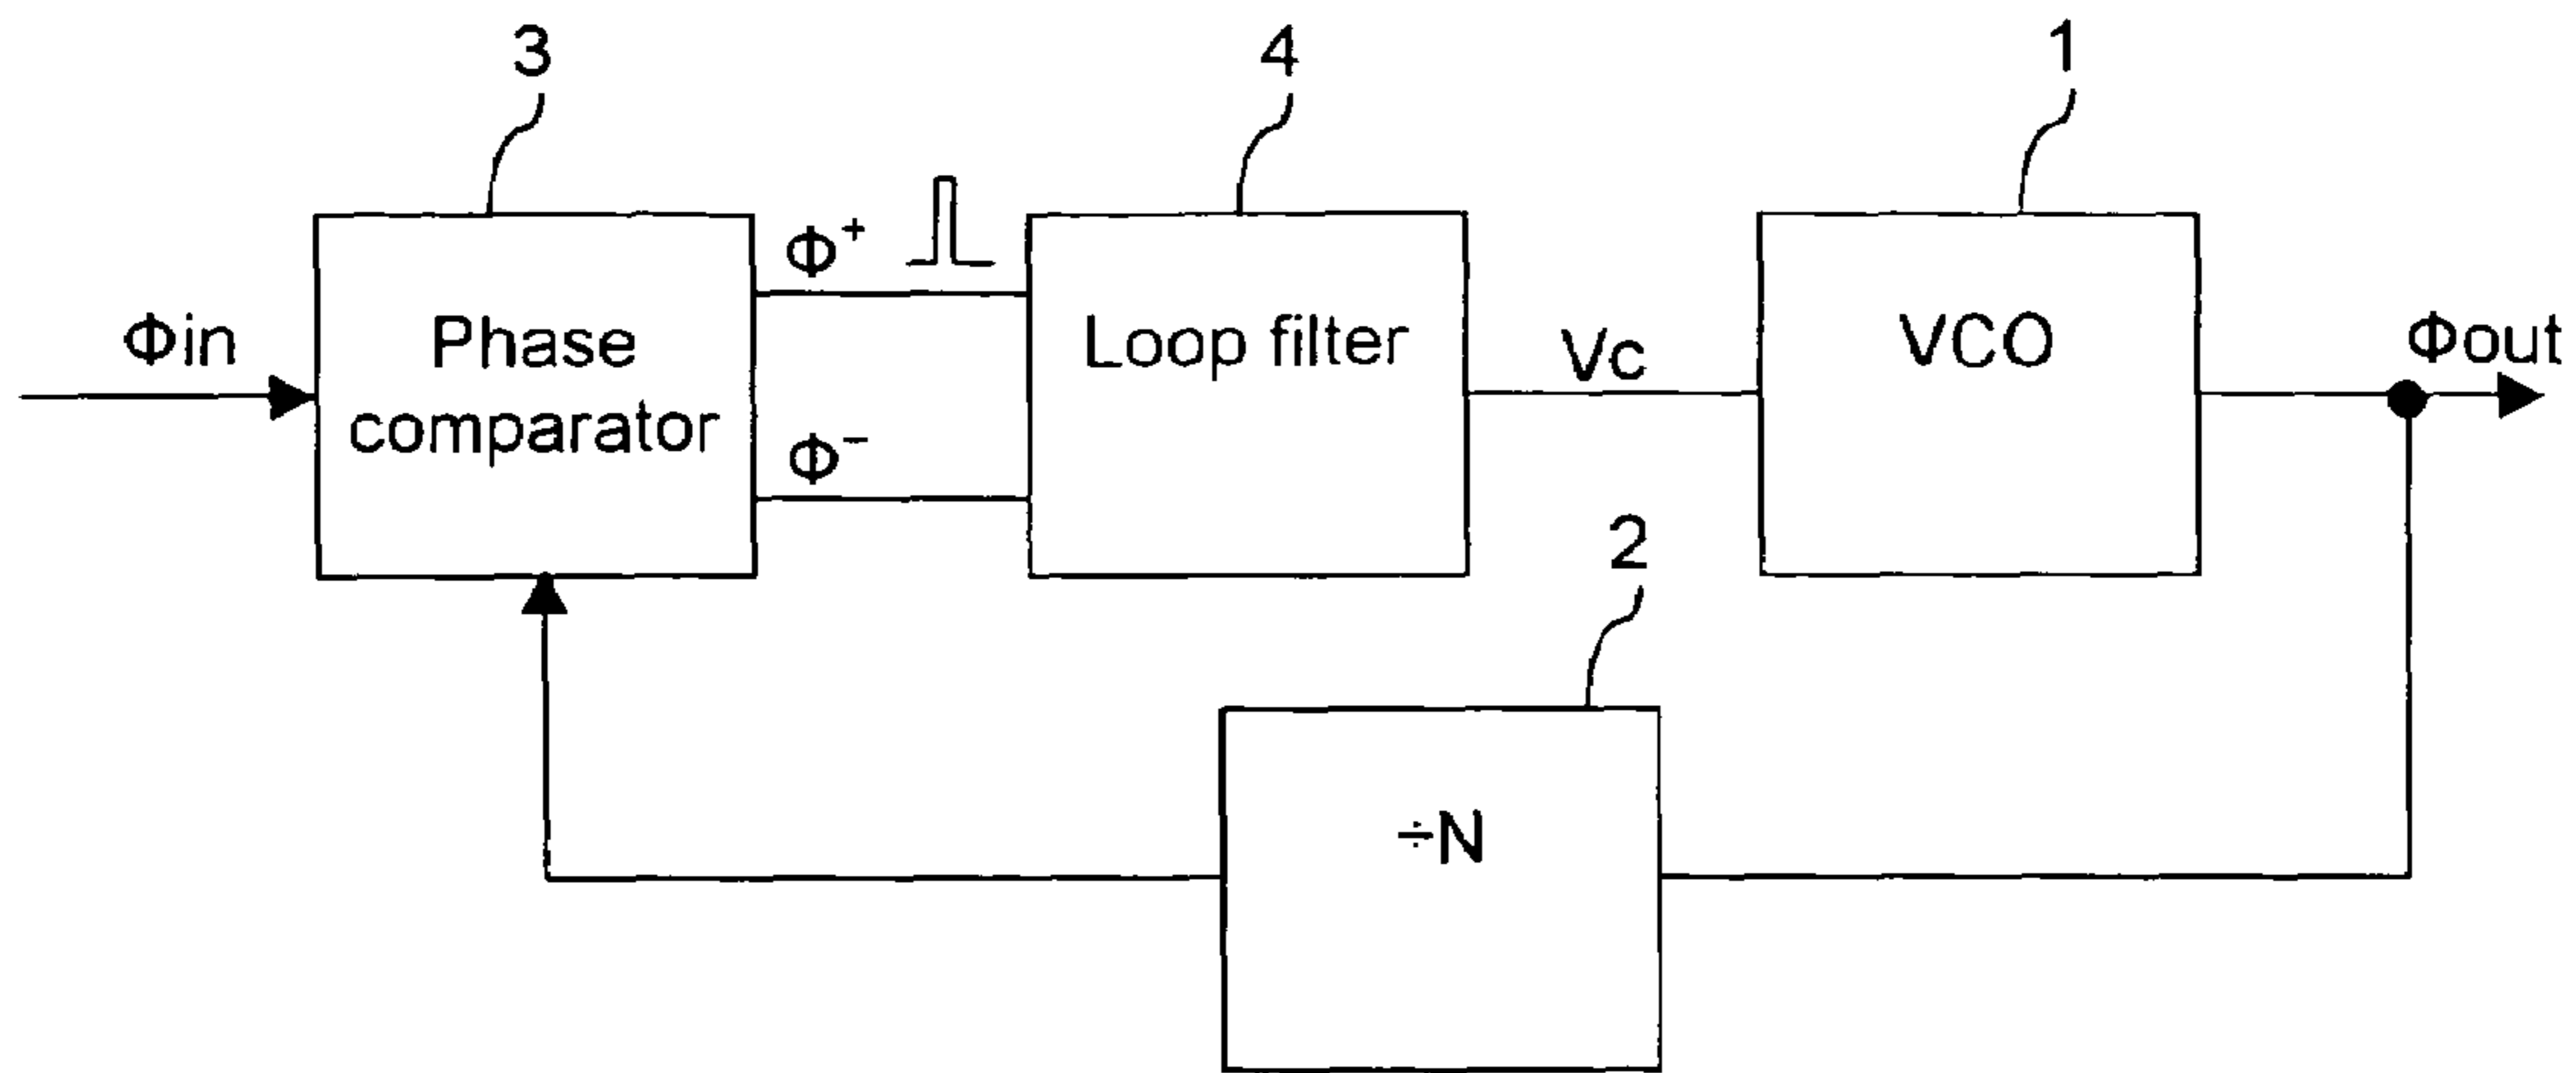 3
4
1
Φ⁺
Φin
Phase
comparator
Φ⁻
Loop filter
Vc
VCO
Φout
2
÷N